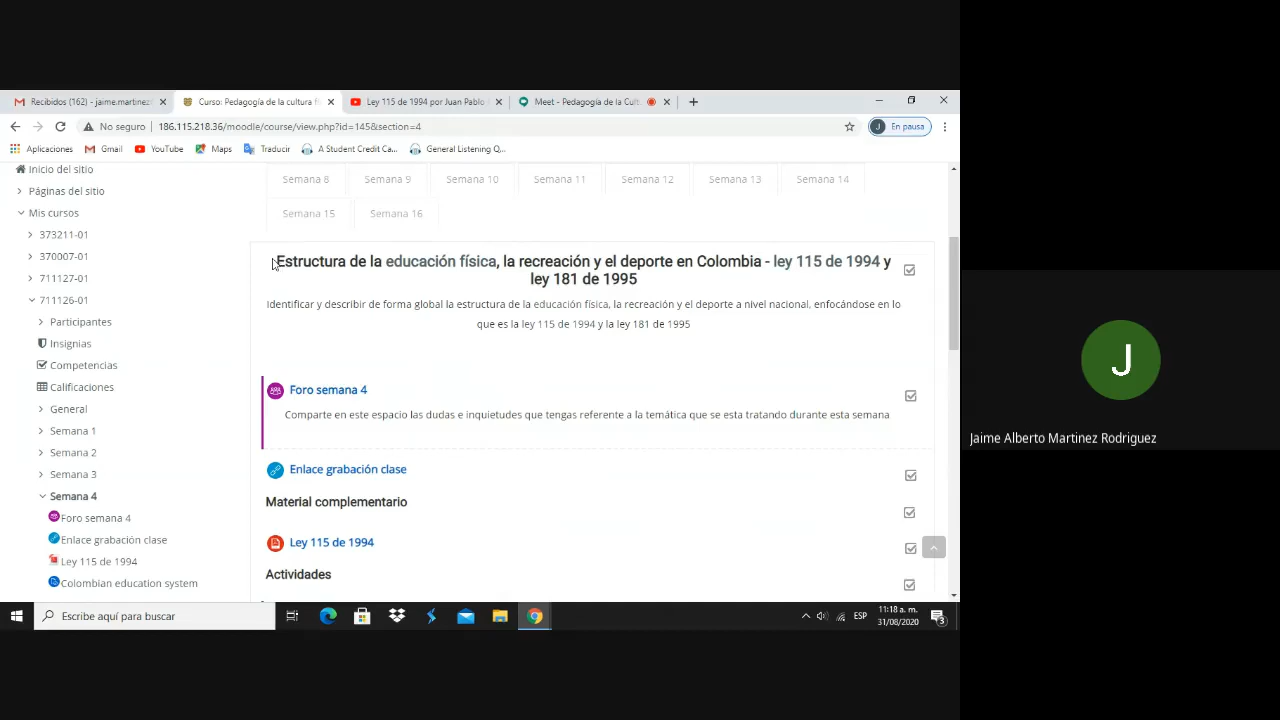 Recibidos (162) - jaime.martinez
Curso: Pedagogía de la cultura f
Ley 115 de 1994 por Juan Pablo
Meet - Pedagogía de la Cult
No seguro
186.115.218.36/moodle/course/view.php?id=145&section=4
J
En pausa
Aplicaciones
Gmail
YouTube
Maps
Traducir
A Student Credit Ca...
General Listening Q...
Inicio del sitio
Páginas del sitio
Mis cursos
373211-01
370007-01
711127-01
711126-01
Participantes
Insignias
Competencias
Calificaciones
General
Semana 1
Semana 2
Semana 3
Semana 4
Foro semana 4
Enlace grabación clase
Ley 115 de 1994
Colombian education system
Semana 8
Semana 9
Semana 10
Semana 11
Semana 12
Semana 13
Semana 14
Semana 15
Semana 16
Estructura de la educación física, la recreación y el deporte en Colombia - ley 115 de 1994 y
ley 181 de 1995
Identificar y describir de forma global la estructura de la educación física, la recreación y el deporte a nivel nacional, enfocándose en lo
que es la ley 115 de 1994 y la ley 181 de 1995
Foro semana 4
Comparte en este espacio las dudas e inquietudes que tengas referente a la temática que se esta tratando durante esta semana
Enlace grabación clase
Material complementario
Ley 115 de 1994
Actividades
Escribe aquí para buscar
ESP
11:18 a. m.
31/08/2020
3
J
Jaime Alberto Martinez Rodriguez